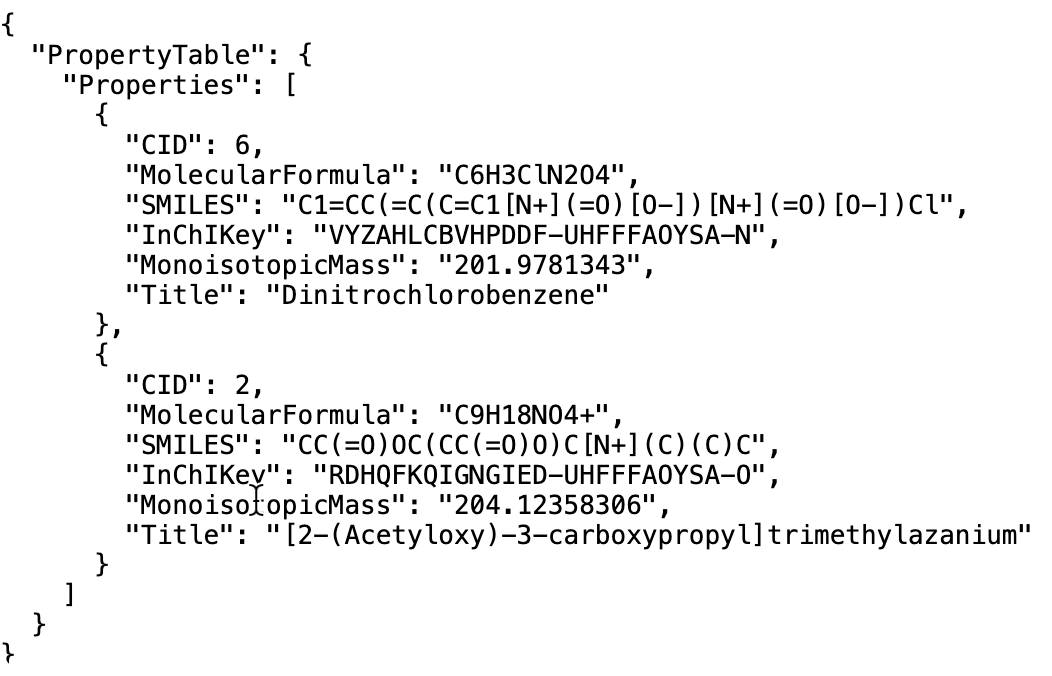 {
  "PropertyTable": {
    "Properties": [
      {
        "CID": 6,
        "MolecularFormula": "C6H3ClN2O4",
        "SMILES": "C1=CC(=C(C=C1[N+](=O)[O-])[N+](=O)[O-])Cl",
        "InChIKey": "VYZAHLCBVHPDDF-UHFFFAOYSA-N",
        "MonoisotopicMass": "201.9781343",
        "Title": "Dinitrochlorobenzene"
      },
      {
        "CID": 2,
        "MolecularFormula": "C9H18NO4+",
        "SMILES": "CC(=O)OC(CC(=O)O)C[N+](C)(C)C",
        "InChIKey": "RDHQFKQIGNGIED-UHFFFAOYSA-O",
        "MonoisotopicMass": "204.12358306",
        "Title": "[2-(Acetyloxy)-3-carboxypropyl]trimethylazanium"
      }
    ]
  }
}